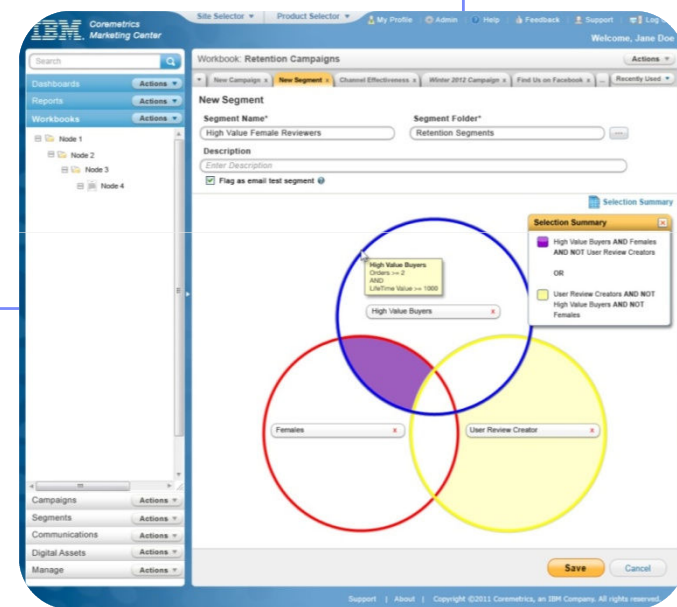 Site Selector Product Selector My Profile Admin Help Feedback Support Log
IBM. Coremetrics Marketing Center
Welcome, Jane Doe
Search
Workbook: Retention Campaigns Actions
Dashboards Actions
Reports Actions
Workbooks Actions
Node 1
Node 2
Node 3
Node 4
New Campaign x New Segment x Channel Effectiveness x Winter 2012 Campaign x Find Us on Facebook x ... Recently Used
New Segment
Segment Name* Segment Folder*
High Value Female Reviewers Retention Segments ...
Description
Enter Description
Flag as email test segment
Selection Summary
Selection Summary x
High Value Buyers AND Females
AND NOT User Review Creators
OR
User Review Creators AND NOT
High Value Buyers AND NOT
Females
High Value Buyers
Orders >= 2
AND
LifeTime Value >= 1000
High Value Buyers x
Females x
User Review Creator x
Campaigns Actions
Segments Actions
Communications Actions
Digital Assets Actions
Manage Actions
Save Cancel
Support | About | Copyright ©2011 Coremetrics, an IBM Company. All rights reserved.